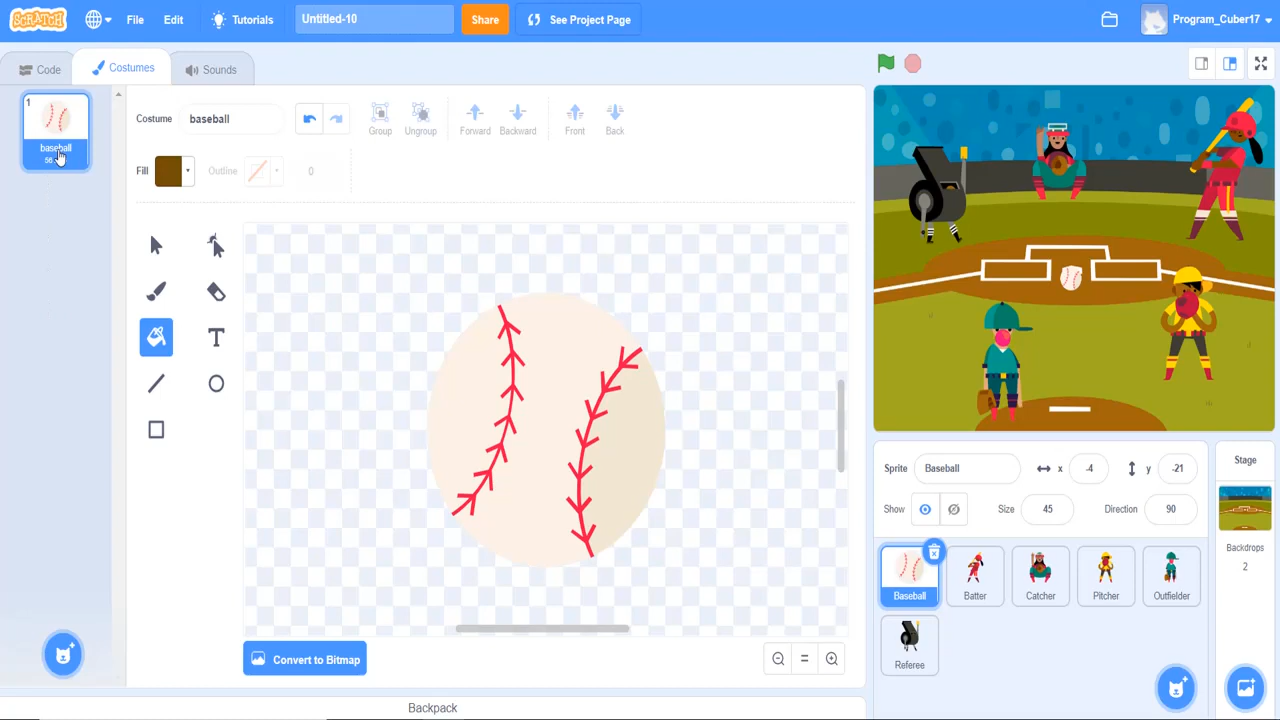 SCRATCH
File
Edit
Tutorials
Untitled-10
Share
See Project Page
Program_Cuber17
Code
Costumes
Sounds
1
baseball
Costume
baseball
Group
Ungroup
Forward
Backward
Front
Back
Fill
Outline
0
Convert to Bitmap
Backpack
Sprite
Baseball
x
-4
y
-21
Show
Size
45
Direction
90
Baseball
Batter
Catcher
Pitcher
Outfielder
Referee
Stage
Backdrops
2